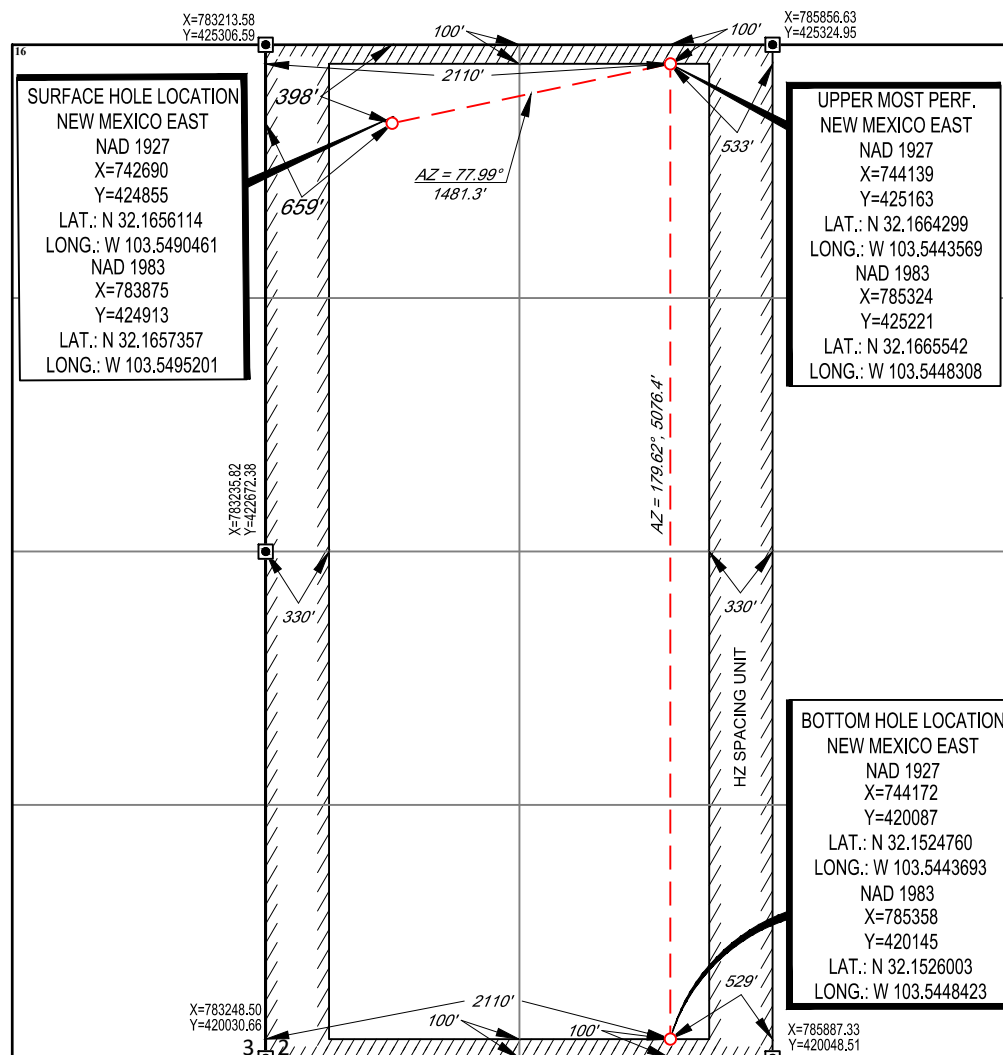 X=783213.58
Y=425306.59
X=785856.63
Y=425324.95
100'
100'
16
2110'
398'
533'
659'
AZ = 77.99°
1481.3'
SURFACE HOLE LOCATION
NEW MEXICO EAST
NAD 1927
X=742690
Y=424855
LAT.: N 32.1656114
LONG.: W 103.5490461
NAD 1983
X=783875
Y=424913
LAT.: N 32.1657357
LONG.: W 103.5495201
UPPER MOST PERF.
NEW MEXICO EAST
NAD 1927
X=744139
Y=425163
LAT.: N 32.1664299
LONG.: W 103.5443569
NAD 1983
X=785324
Y=425221
LAT.: N 32.1665542
LONG.: W 103.5448308
AZ = 179.62°, 5076.4'
X=783235.82
Y=422672.38
330'
330'
HZ SPACING UNIT
BOTTOM HOLE LOCATION
NEW MEXICO EAST
NAD 1927
X=744172
Y=420087
LAT.: N 32.1524760
LONG.: W 103.5443693
NAD 1983
X=785358
Y=420145
LAT.: N 32.1526003
LONG.: W 103.5448423
529'
2110'
X=783248.50
Y=420030.66
100'
100'
X=785887.33
Y=420048.51
3 2